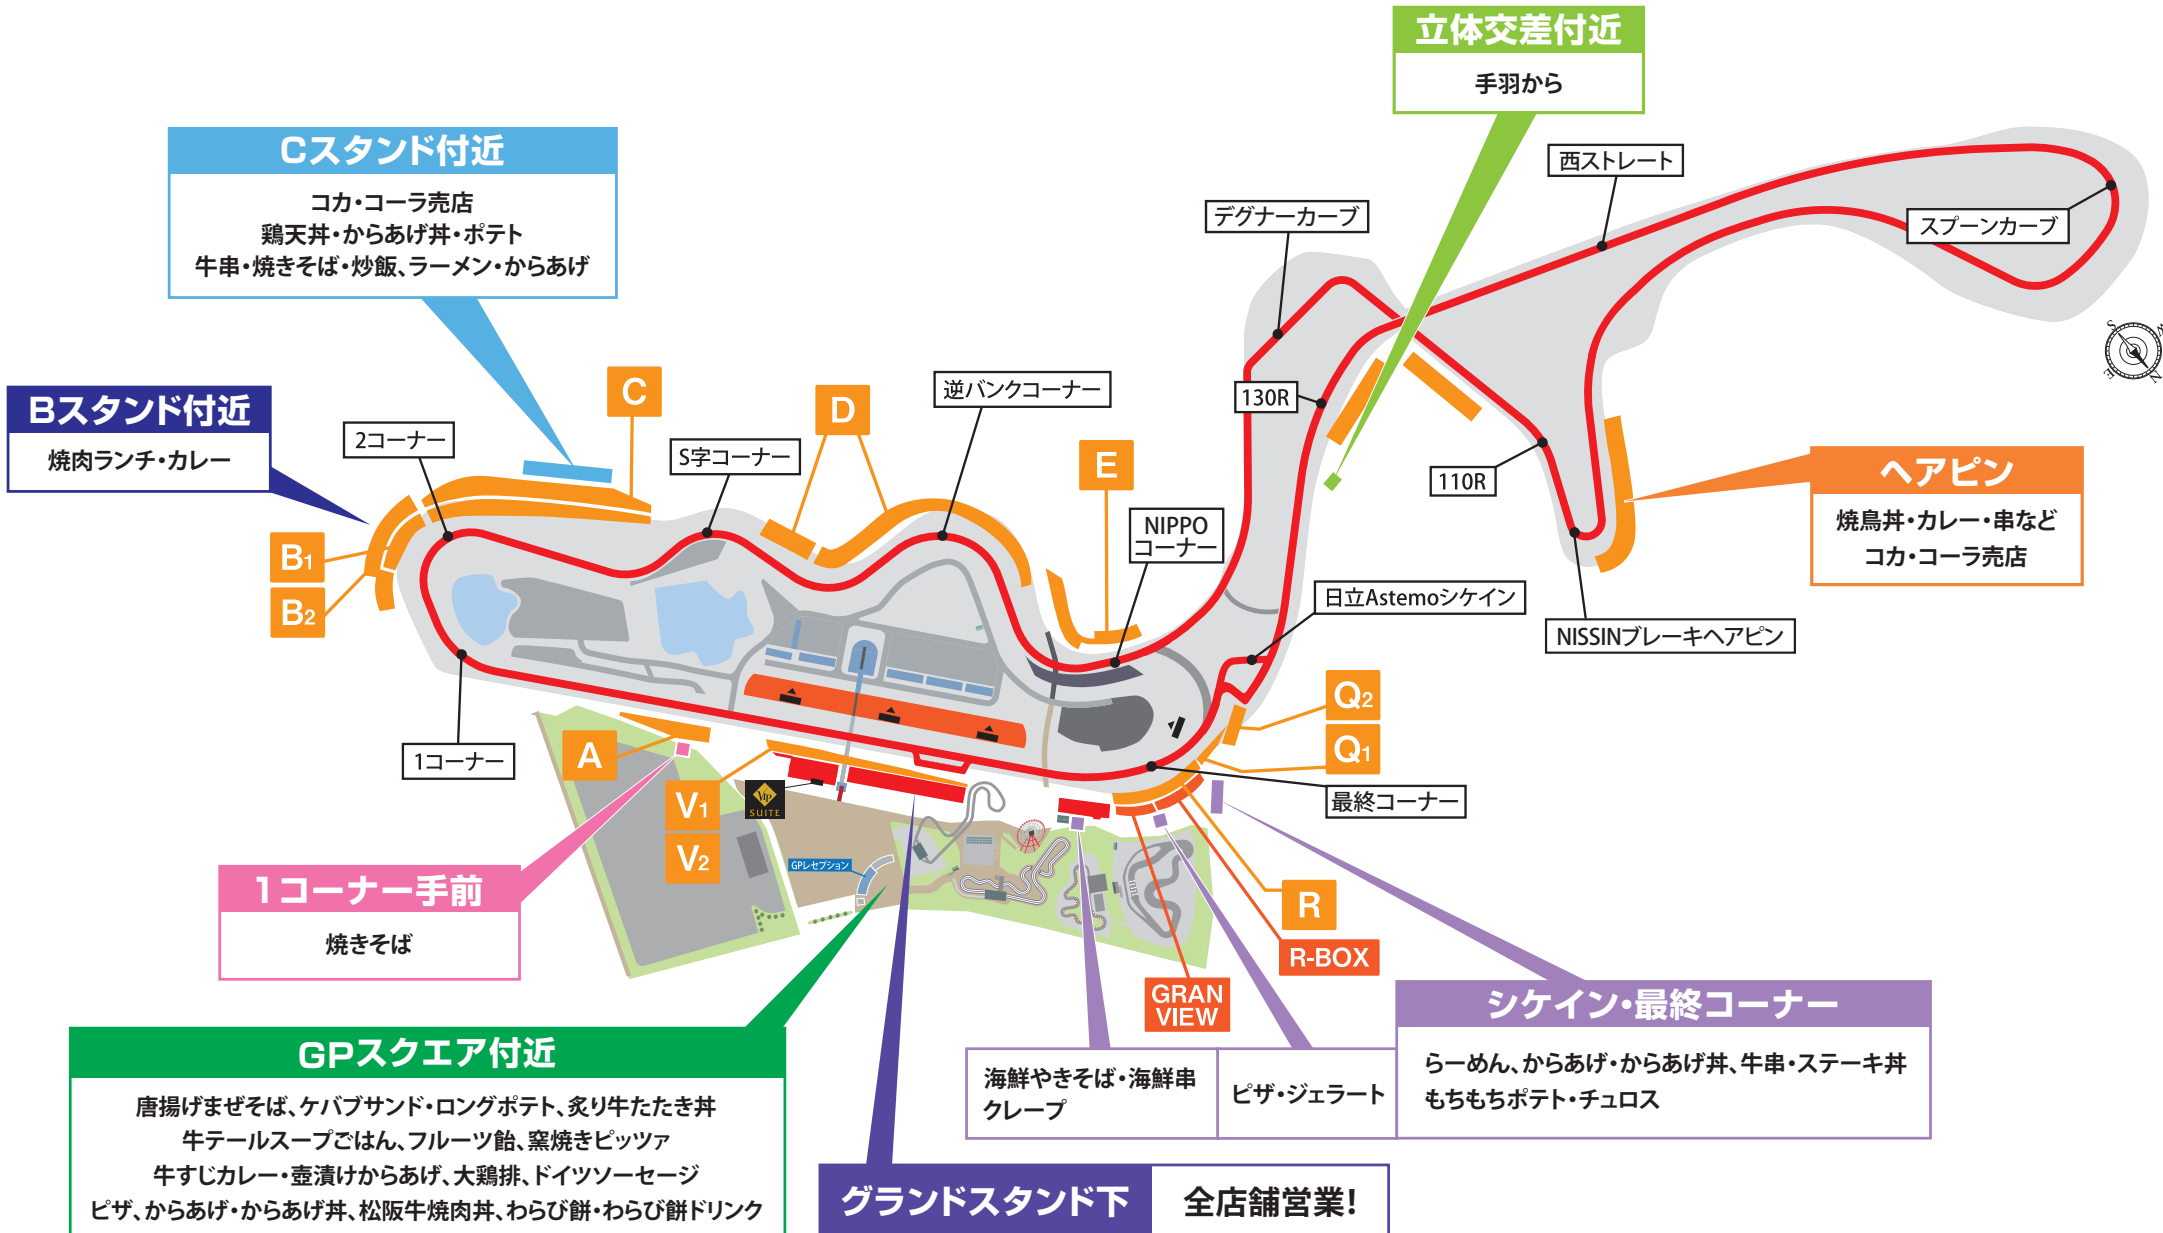 立体交差付近
手羽から
Cスタンド付近
コカ・コーラ売店
鶏天丼・からあげ丼・ポテト
牛串・焼きそば・炒飯、ラーメン・からあげ
西ストレート
デグナーカーブ
スプーンカーブ
S
W
E
N
Bスタンド付近
焼肉ランチ・カレー
2コーナー
C
S字コーナー
D
逆バンクコーナー
E
130R
110R
ヘアピン
焼鳥丼・カレー・串など
コカ・コーラ売店
NIPPO
コーナー
B1
B2
日立Astemoシケイン
NISSINブレーキヘアピン
1コーナー
A
V1
V2
Vip
SUITE
Q2
Q1
最終コーナー
GPレセプション
R
R-BOX
GRAN
VIEW
1コーナー手前
焼きそば
シケイン・最終コーナー
らーめん、からあげ・からあげ丼、牛串・ステーキ丼
もちもちポテト・チュロス
海鮮やきそば・海鮮串
クレープ
ピザ・ジェラート
GPスクエア付近
唐揚げまぜそば、ケバブサンド・ロングポテト、炙り牛たたき丼
牛テールスープごはん、フルーツ飴、窯焼きピッツァ
牛すじカレー・壺漬けからあげ、大鶏排、ドイツソーセージ
ピザ、からあげ・からあげ丼、松阪牛焼肉丼、わらび餅・わらび餅ドリンク
グランドスタンド下
全店舗営業!